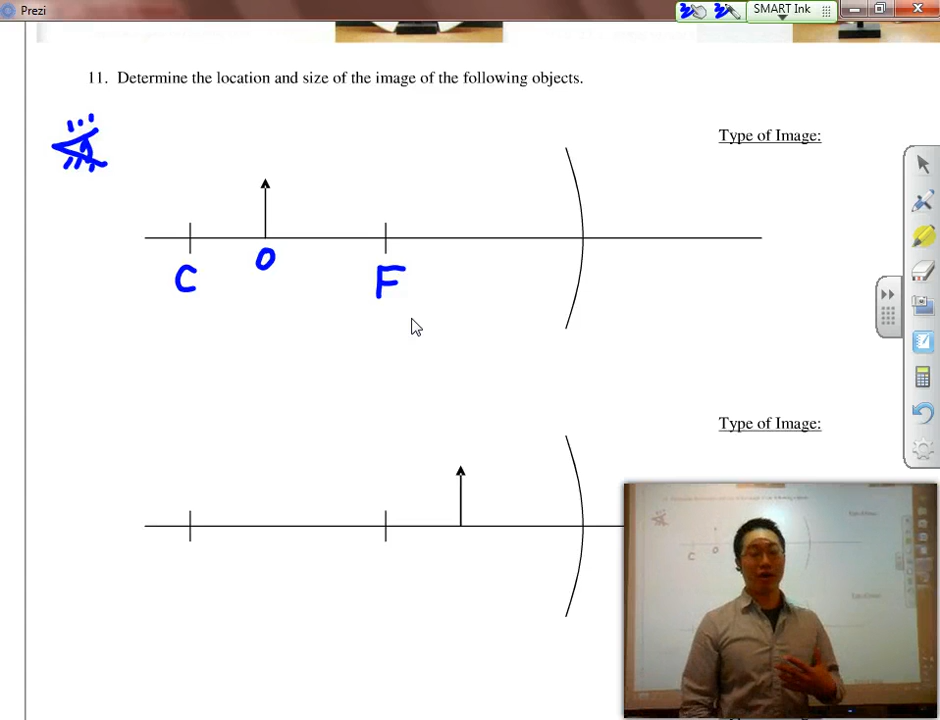 Prezi
SMART Ink
11. Determine the location and size of the image of the following objects.
Type of Image:
C
O
F
Type of Image: